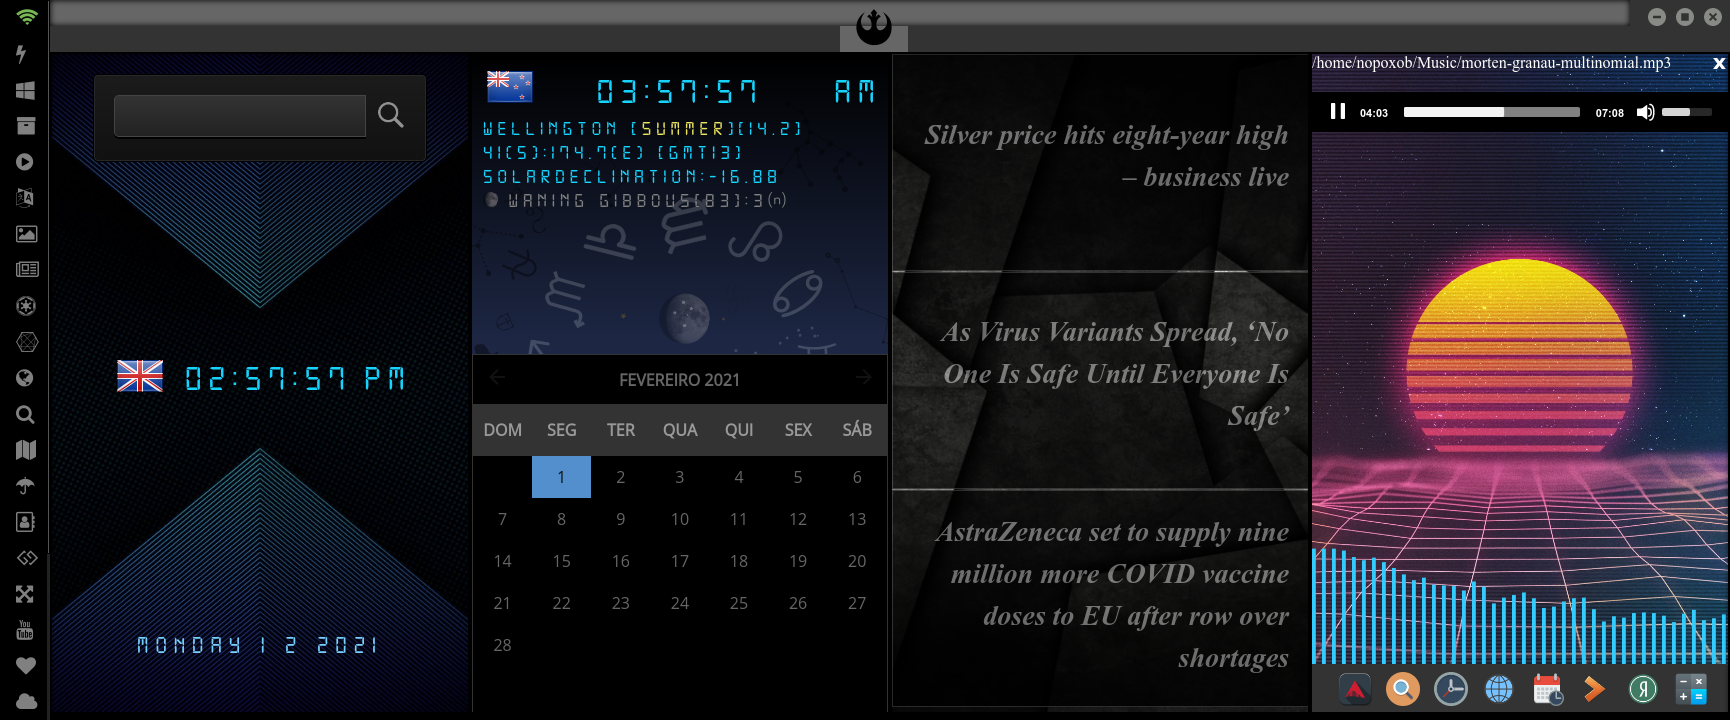 02:57:57 PM
MONDAY 1 2 2021
03:57:57 AM
WELLINGTON [SUMMER][14.2]
41(S):174.7(E) [GMT13]
SOLARDECLINATION:-16.88
WANING GIBBOUS[83]:3(n)
FEVEREIRO 2021
DOM SEG TER QUA QUI SEX SÁB
1 2 3 4 5 6
7 8 9 10 11 12 13
14 15 16 17 18 19 20
21 22 23 24 25 26 27
28
Silver price hits eight-year high
– business live
As Virus Variants Spread, ‘No
One Is Safe Until Everyone Is
Safe’
AstraZeneca set to supply nine
million more COVID vaccine
doses to EU after row over
shortages
/home/nopoxob/Music/morten-granau-multinomial.mp3 x
04:03 07:08
You
Tube
Я